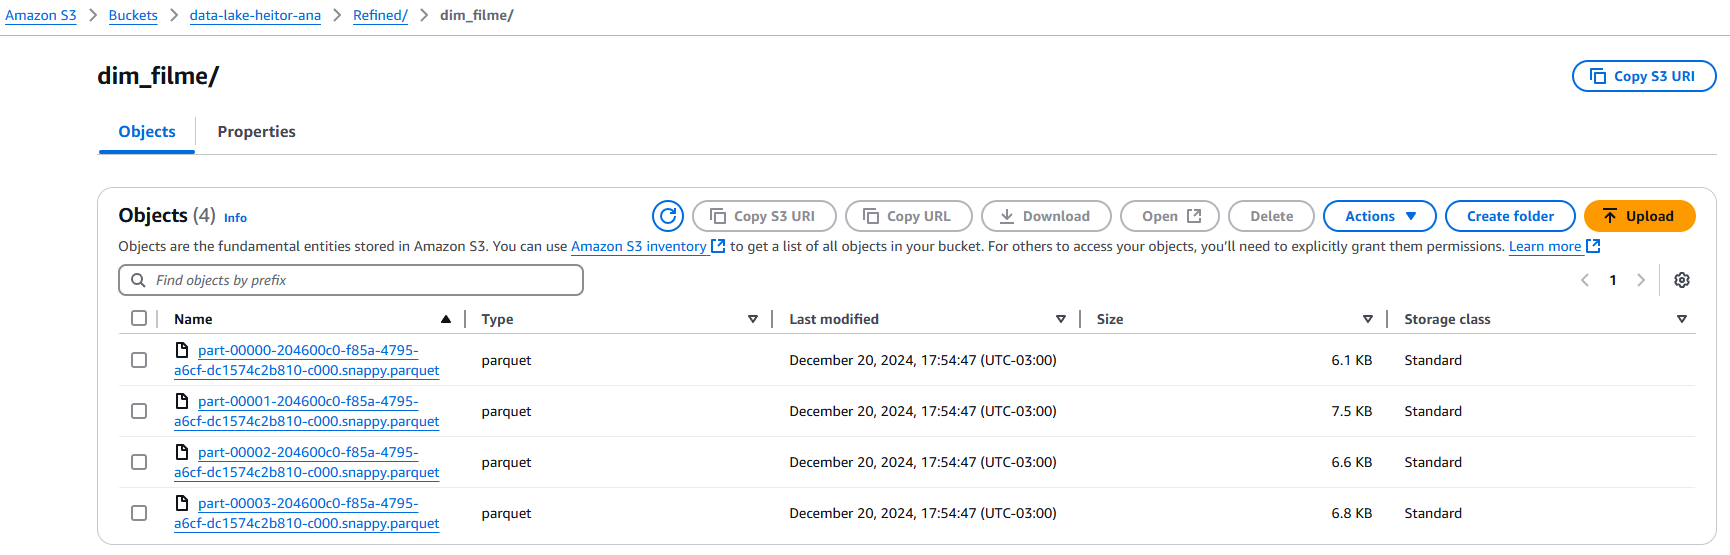 Amazon S3 > Buckets > data-lake-heitor-ana > Refined/ > dim_filme/
dim_filme/
Copy S3 URI
Objects Properties
Objects (4) Info
Copy S3 URI Copy URL Download Open Delete Actions Create folder Upload
Objects are the fundamental entities stored in Amazon S3. You can use Amazon S3 inventory to get a list of all objects in your bucket. For others to access your objects, you'll need to explicitly grant them permissions. Learn more
Find objects by prefix
1
Name Type Last modified Size Storage class
part-00000-204600c0-f85a-4795-
a6cf-dc1574c2b810-c000.snappy.parquet
parquet December 20, 2024, 17:54:47 (UTC-03:00) 6.1 KB Standard
part-00001-204600c0-f85a-4795-
a6cf-dc1574c2b810-c000.snappy.parquet
parquet December 20, 2024, 17:54:47 (UTC-03:00) 7.5 KB Standard
part-00002-204600c0-f85a-4795-
a6cf-dc1574c2b810-c000.snappy.parquet
parquet December 20, 2024, 17:54:47 (UTC-03:00) 6.6 KB Standard
part-00003-204600c0-f85a-4795-
a6cf-dc1574c2b810-c000.snappy.parquet
parquet December 20, 2024, 17:54:47 (UTC-03:00) 6.8 KB Standard